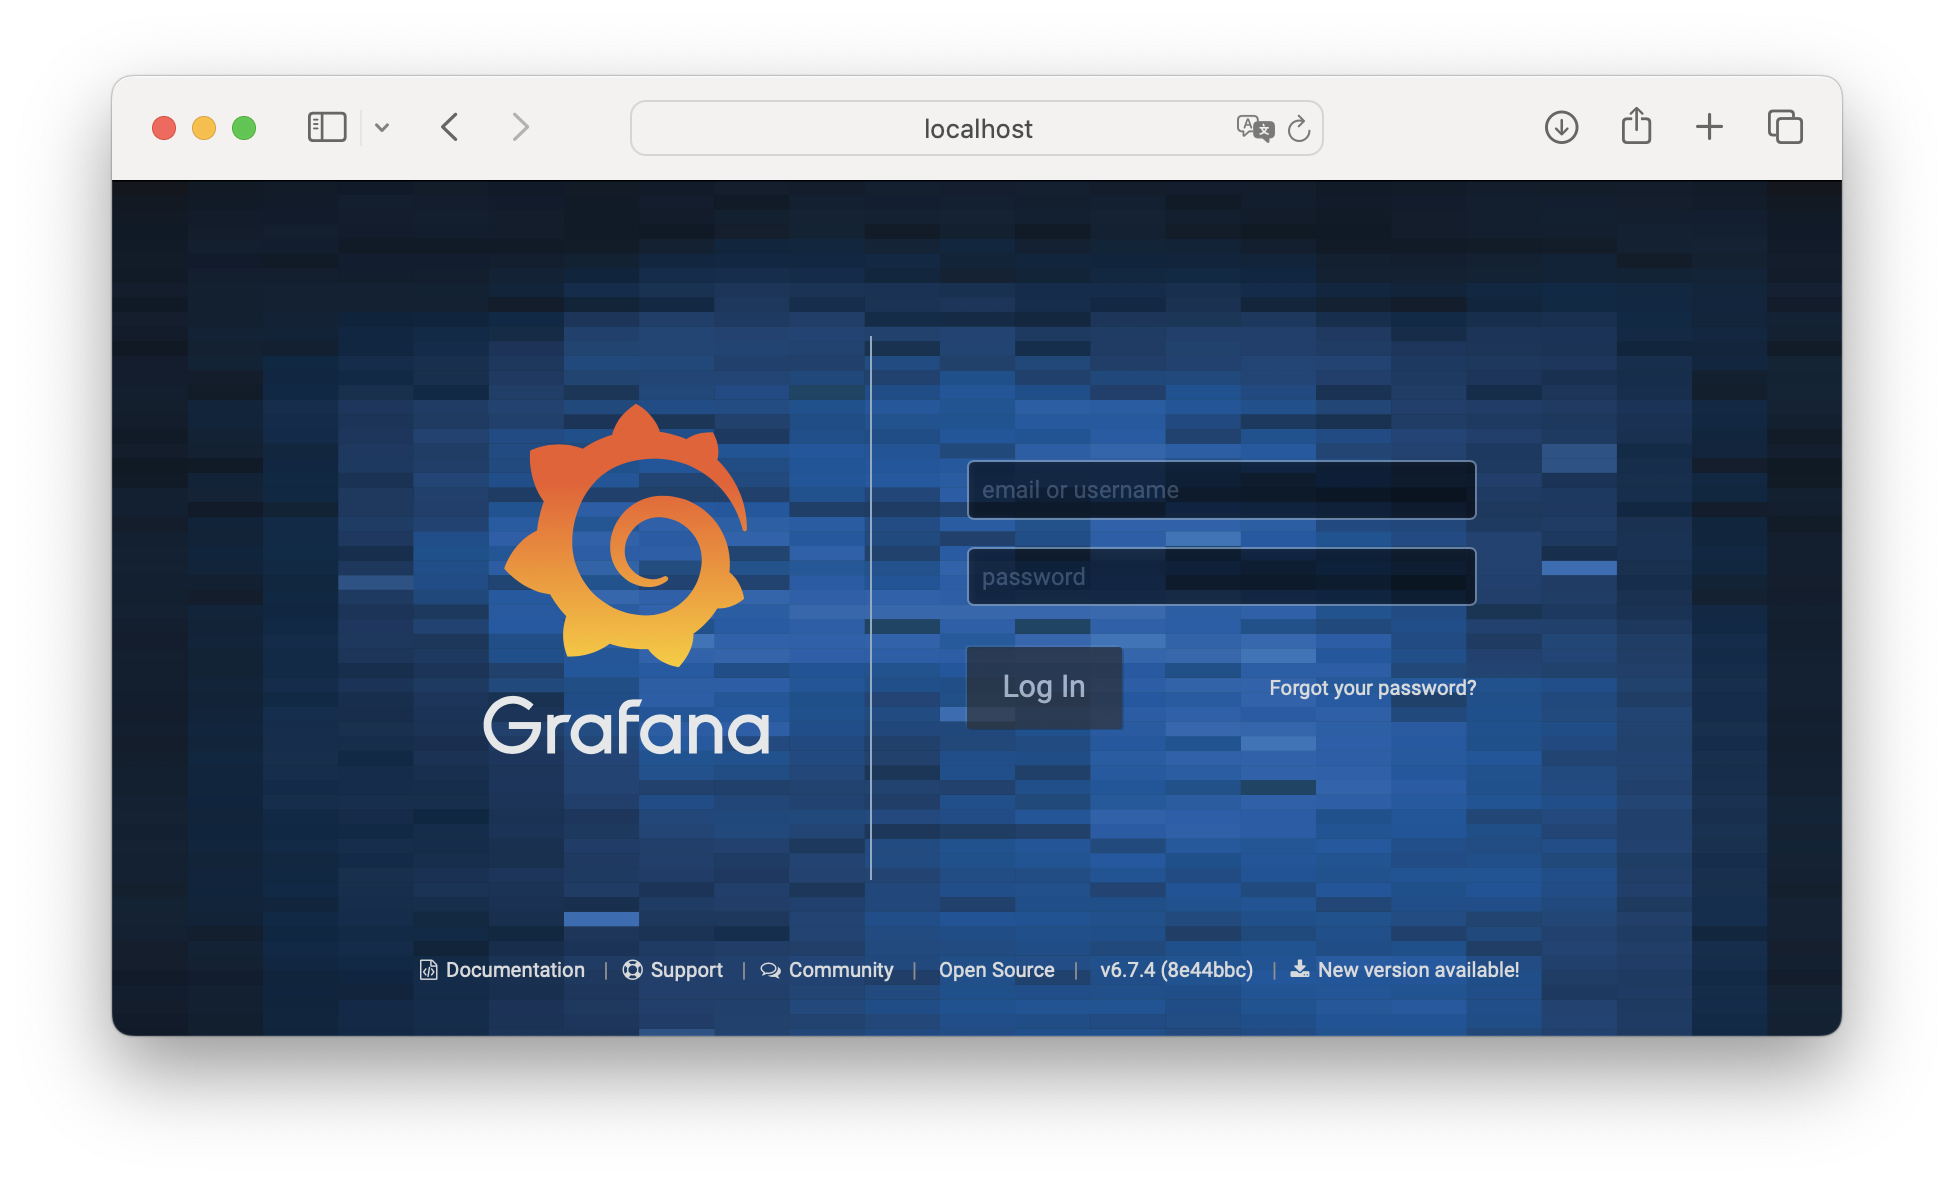 localhost
email or username
password
Log In
Forgot your password?
Grafana
Documentation | Support | Community | Open Source | v6.7.4 (8e44bbc) | New version available!